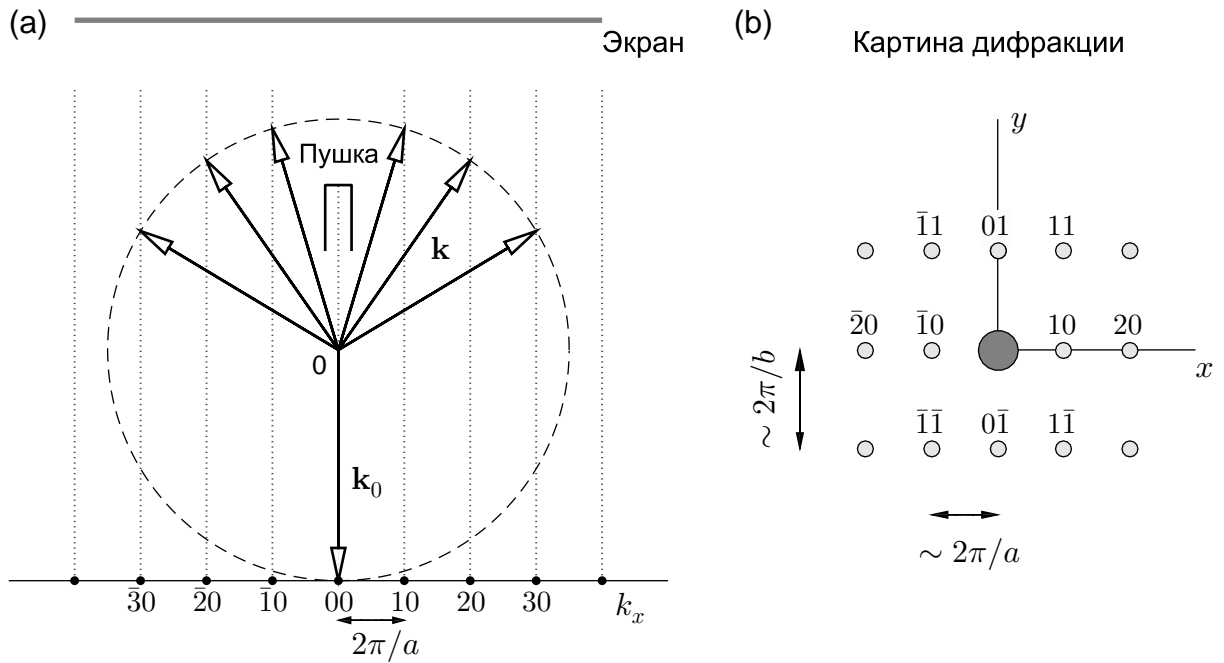 (a)
Экран
Пушка
k
0
k₀
3̄0 2̄0 1̄0 00 10 20 30 kₓ
2π/a
(b) Картина дифракции
y
1̄1 01 11
2̄0 1̄0 10 20
x
~ 2π/b
1̄1̄ 01̄ 11̄
~ 2π/a